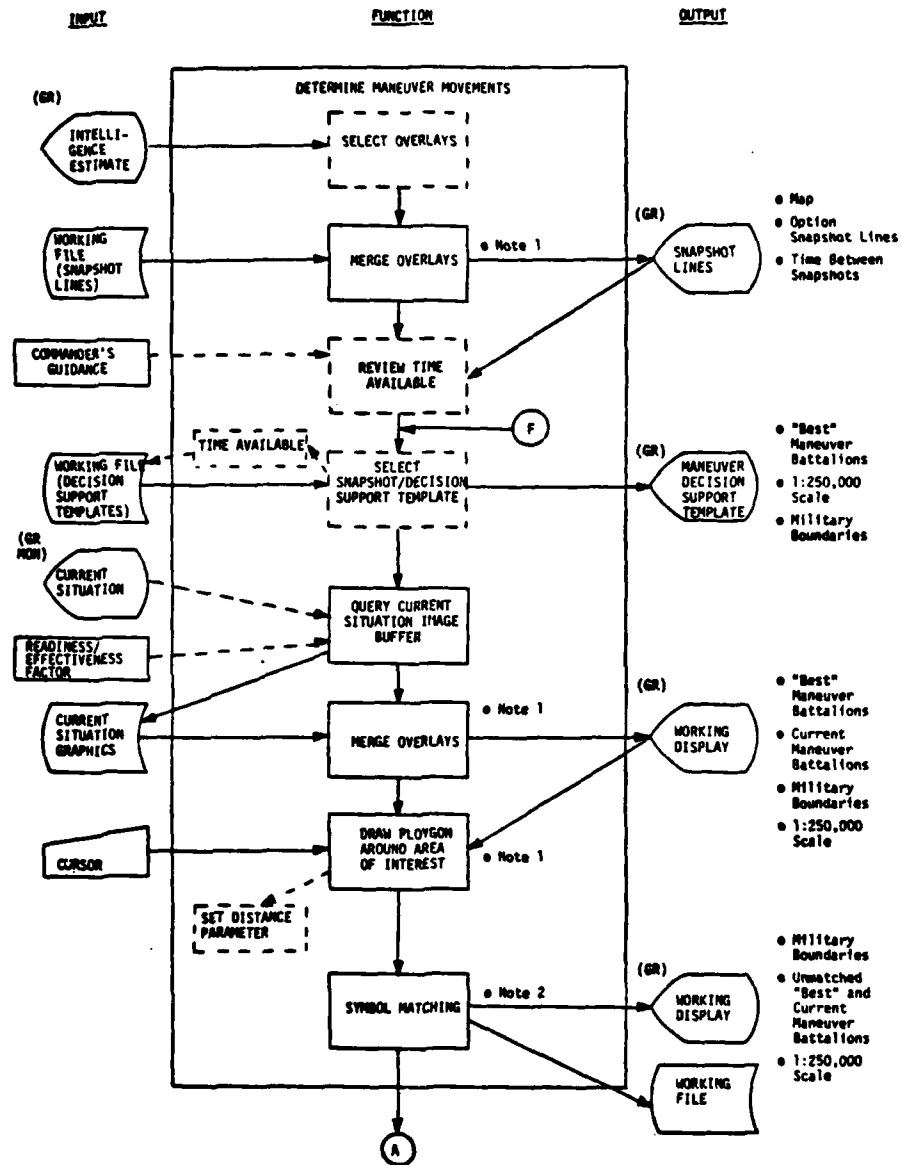 INPUT
FUNCTION
OUTPUT
DETERMINE MANEUVER MOVEMENTS
(GR)
INTELLI-
GENCE
ESTIMATE
SELECT OVERLAYS
WORKING
FILE
(SNAPSHOT
LINES)
MERGE OVERLAYS
● Note 1
(GR)
SNAPSHOT
LINES
● Map
● Option
Snapshot Lines
● Time Between
Snapshots
COMMANDER'S
GUIDANCE
REVIEW TIME
AVAILABLE
F
TIME AVAILABLE
WORKING FILE
(DECISION
SUPPORT
TEMPLATES)
SELECT
SNAPSHOT/DECISION
SUPPORT TEMPLATE
(GR)
MANEUVER
DECISION
SUPPORT
TEMPLATE
● "Best"
Maneuver
Battalions
● 1:250,000
Scale
● Military
Boundaries
(GR
MON)
CURRENT
SITUATION
QUERY CURRENT
SITUATION IMAGE
BUFFER
READINESS/
EFFECTIVENESS
FACTOR
CURRENT
SITUATION
GRAPHICS
MERGE OVERLAYS
● Note 1
(GR)
WORKING
DISPLAY
● "Best"
Maneuver
Battalions
● Current
Maneuver
Battalions
● Military
Boundaries
● 1:250,000
Scale
CURSOR
DRAW PLOYGON
AROUND AREA
OF INTEREST
● Note 1
SET DISTANCE
PARAMETER
SYMBOL MATCHING
● Note 2
(GR)
WORKING
DISPLAY
● Military
Boundaries
● Unmatched
"Best" and
Current
Maneuver
Battalions
● 1:250,000
Scale
WORKING
FILE
A